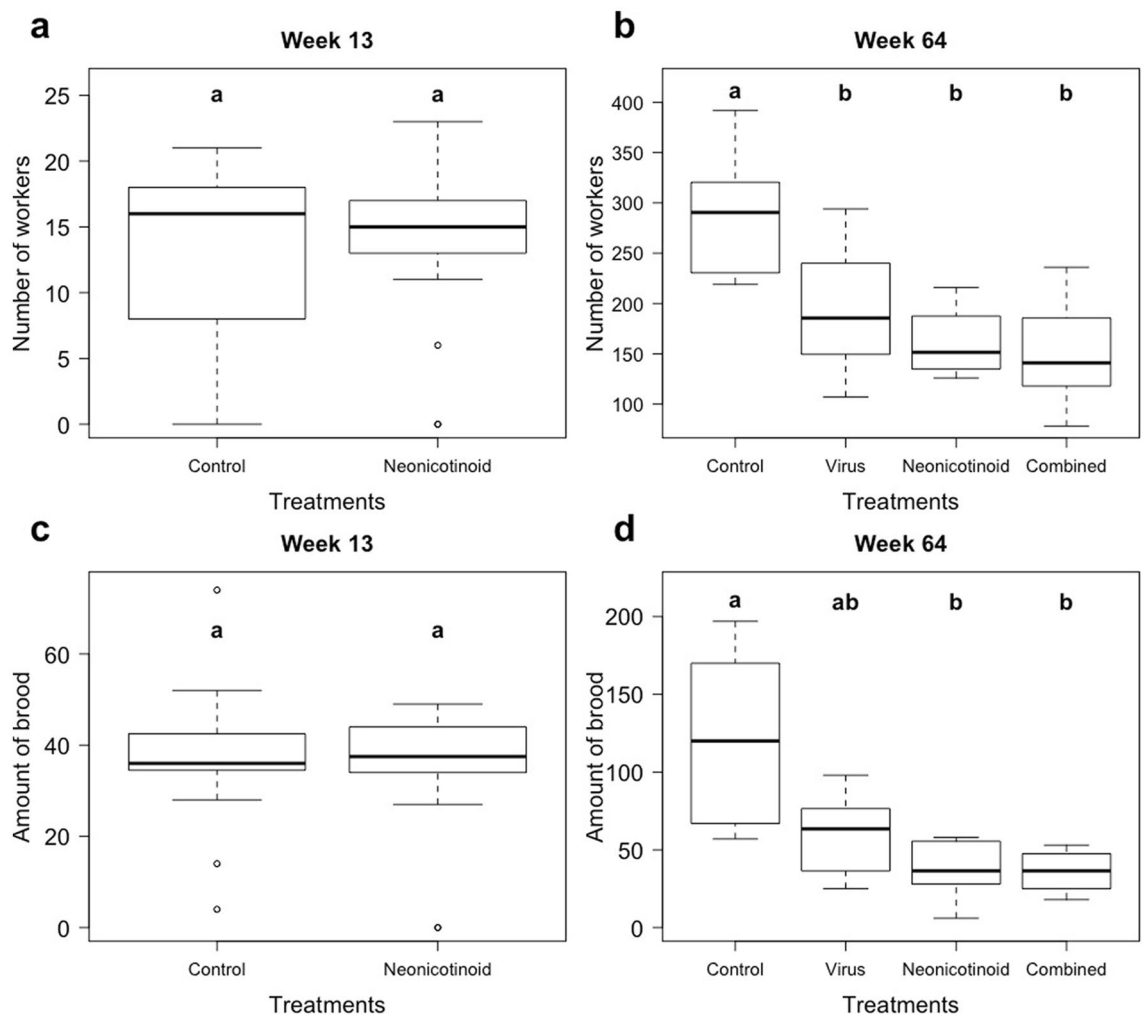 a
Week 13
Number of workers
25
20
15
10
5
0
a a
Control Neonicotinoid
Treatments
b
Week 64
Number of workers
400
350
300
250
200
150
100
a b b b
Control Virus Neonicotinoid Combined
Treatments
c
Week 13
Amount of brood
60
40
20
0
a a
Control Neonicotinoid
Treatments
d
Week 64
Amount of brood
200
150
100
50
0
a ab b b
Control Virus Neonicotinoid Combined
Treatments